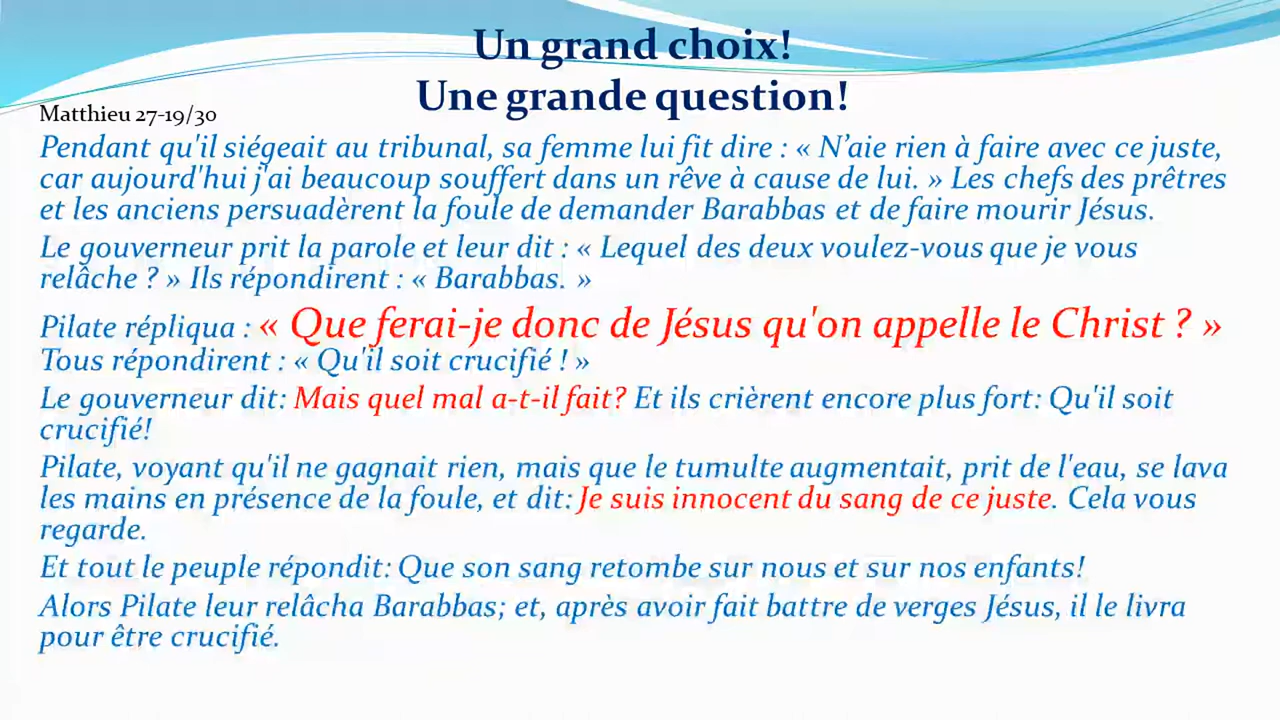 Un grand choix!
Une grande question!
Matthieu 27-19/30
Pendant qu'il siégeait au tribunal, sa femme lui fit dire : « N’aie rien à faire avec ce juste,
car aujourd'hui j'ai beaucoup souffert dans un rêve à cause de lui. » Les chefs des prêtres
et les anciens persuadèrent la foule de demander Barabbas et de faire mourir Jésus.
Le gouverneur prit la parole et leur dit : « Lequel des deux voulez-vous que je vous
relâche ? » Ils répondirent : « Barabbas. »
Pilate répliqua : « Que ferai-je donc de Jésus qu'on appelle le Christ ? »
Tous répondirent : « Qu'il soit crucifié ! »
Le gouverneur dit: Mais quel mal a-t-il fait? Et ils crièrent encore plus fort: Qu'il soit
crucifié!
Pilate, voyant qu'il ne gagnait rien, mais que le tumulte augmentait, prit de l'eau, se lava
les mains en présence de la foule, et dit: Je suis innocent du sang de ce juste. Cela vous
regarde.
Et tout le peuple répondit: Que son sang retombe sur nous et sur nos enfants!
Alors Pilate leur relâcha Barabbas; et, après avoir fait battre de verges Jésus, il le livra
pour être crucifié.